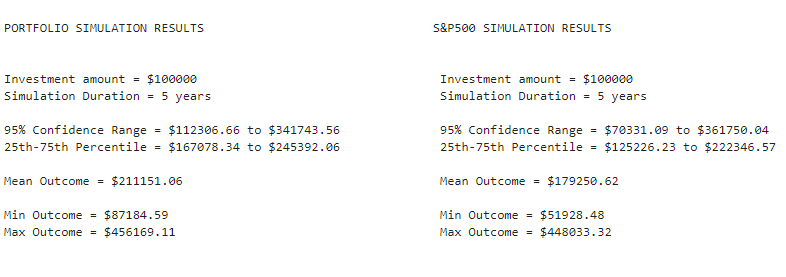 PORTFOLIO SIMULATION RESULTS
Investment amount = $100000
Simulation Duration = 5 years
95% Confidence Range = $112306.66 to $341743.56
25th-75th Percentile = $167078.34 to $245392.06
Mean Outcome = $211151.06
Min Outcome = $87184.59
Max Outcome = $456169.11
S&P500 SIMULATION RESULTS
Investment amount = $100000
Simulation Duration = 5 years
95% Confidence Range = $70331.09 to $361750.04
25th-75th Percentile = $125226.23 to $222346.57
Mean Outcome = $179250.62
Min Outcome = $51928.48
Max Outcome = $448033.32